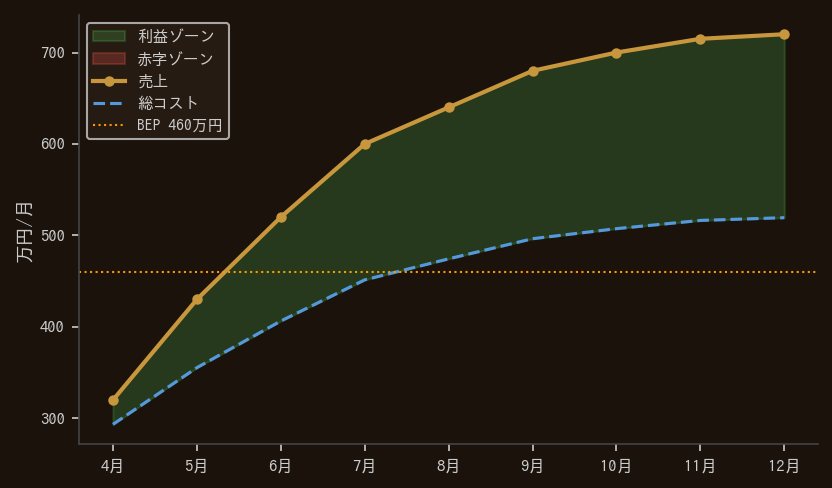 利益ゾーン
赤字ゾーン
売上
総コスト
BEP 460万円
万円/月
700
600
500
400
300
4月
5月
6月
7月
8月
9月
10月
11月
12月